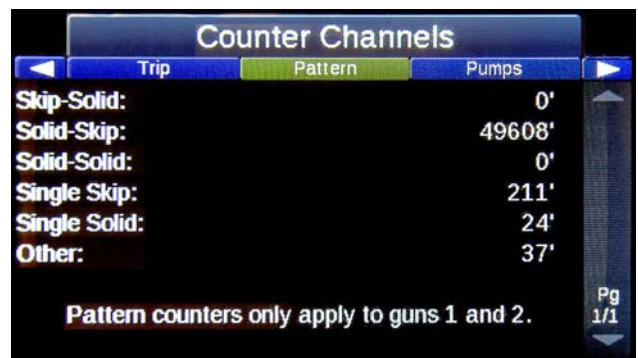 Counter Channels
Trip Pattern Pumps
Skip-Solid: 0'
Solid-Skip: 49608'
Solid-Solid: 0'
Single Skip: 211'
Single Solid: 24'
Other: 37'
Pg
1/1
Pattern counters only apply to guns 1 and 2.